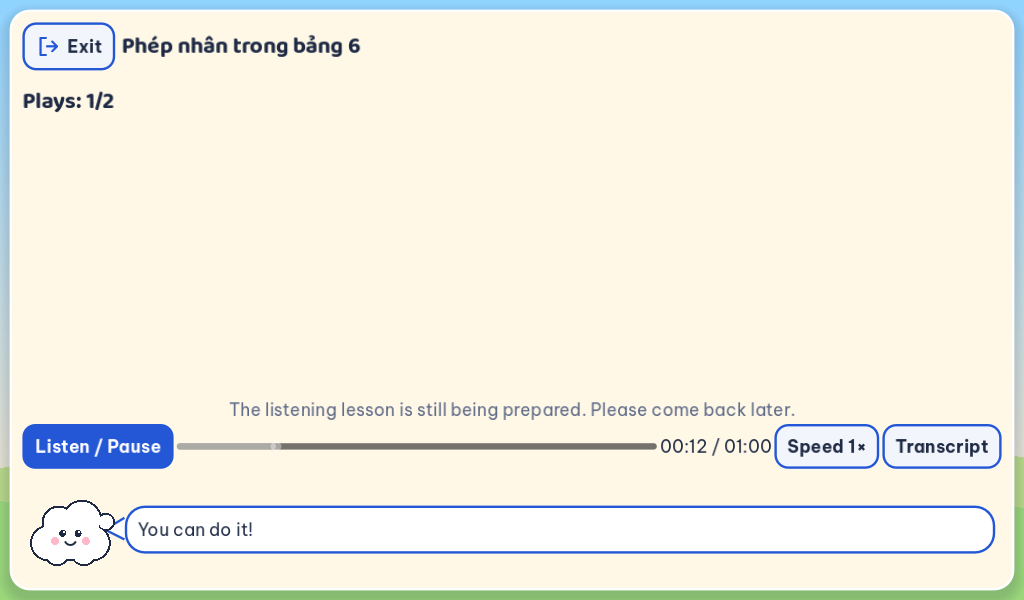 Exit
Phép nhân trong bảng 6
Plays: 1/2
The listening lesson is still being prepared. Please come back later.
Listen / Pause
00:12 / 01:00
Speed 1×
Transcript
You can do it!